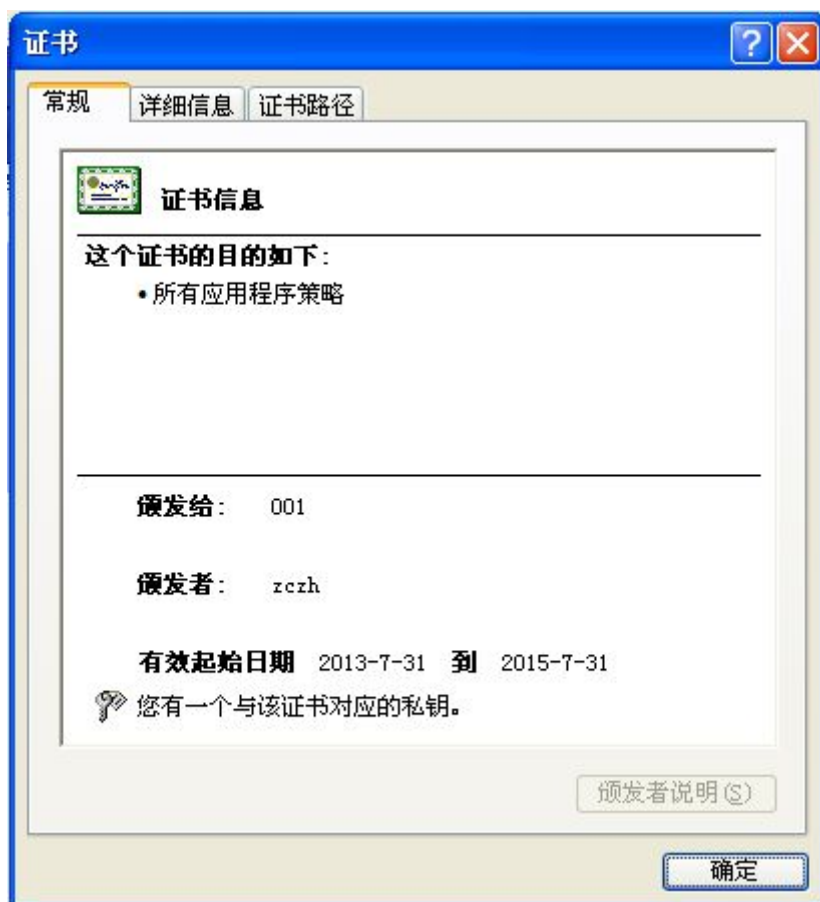 证书
常规 详细信息 证书路径
证书信息
这个证书的目的如下:
•所有应用程序策略
颁发给: 001
颁发者: zczh
有效起始日期 2013-7-31 到 2015-7-31
您有一个与该证书对应的私钥。
颁发者说明(S)
确定